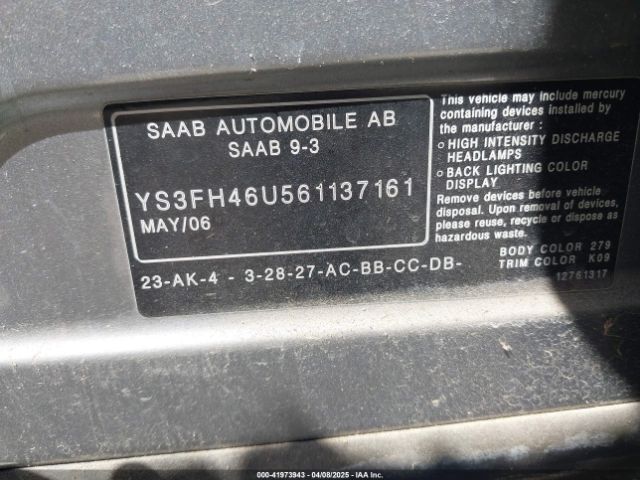 SAAB AUTOMOBILE AB
SAAB 9-3
YS3FH46U561137161
MAY/06
23-AK-4 - 3-28-27-AC-BB-CC-DB-
This vehicle may include mercury
containing devices installed by
the manufacturer :
o HIGH INTENSITY DISCHARGE
HEADLAMPS
o BACK LIGHTING COLOR
DISPLAY
Remove devices before vehicle
disposal. Upon removal of devices
please reuse, recycle or dispose as
hazardous waste.
BODY COLOR 279
TRIM COLOR K09
12761317
000-41973943 | 04/08/2025 - IAA Inc.